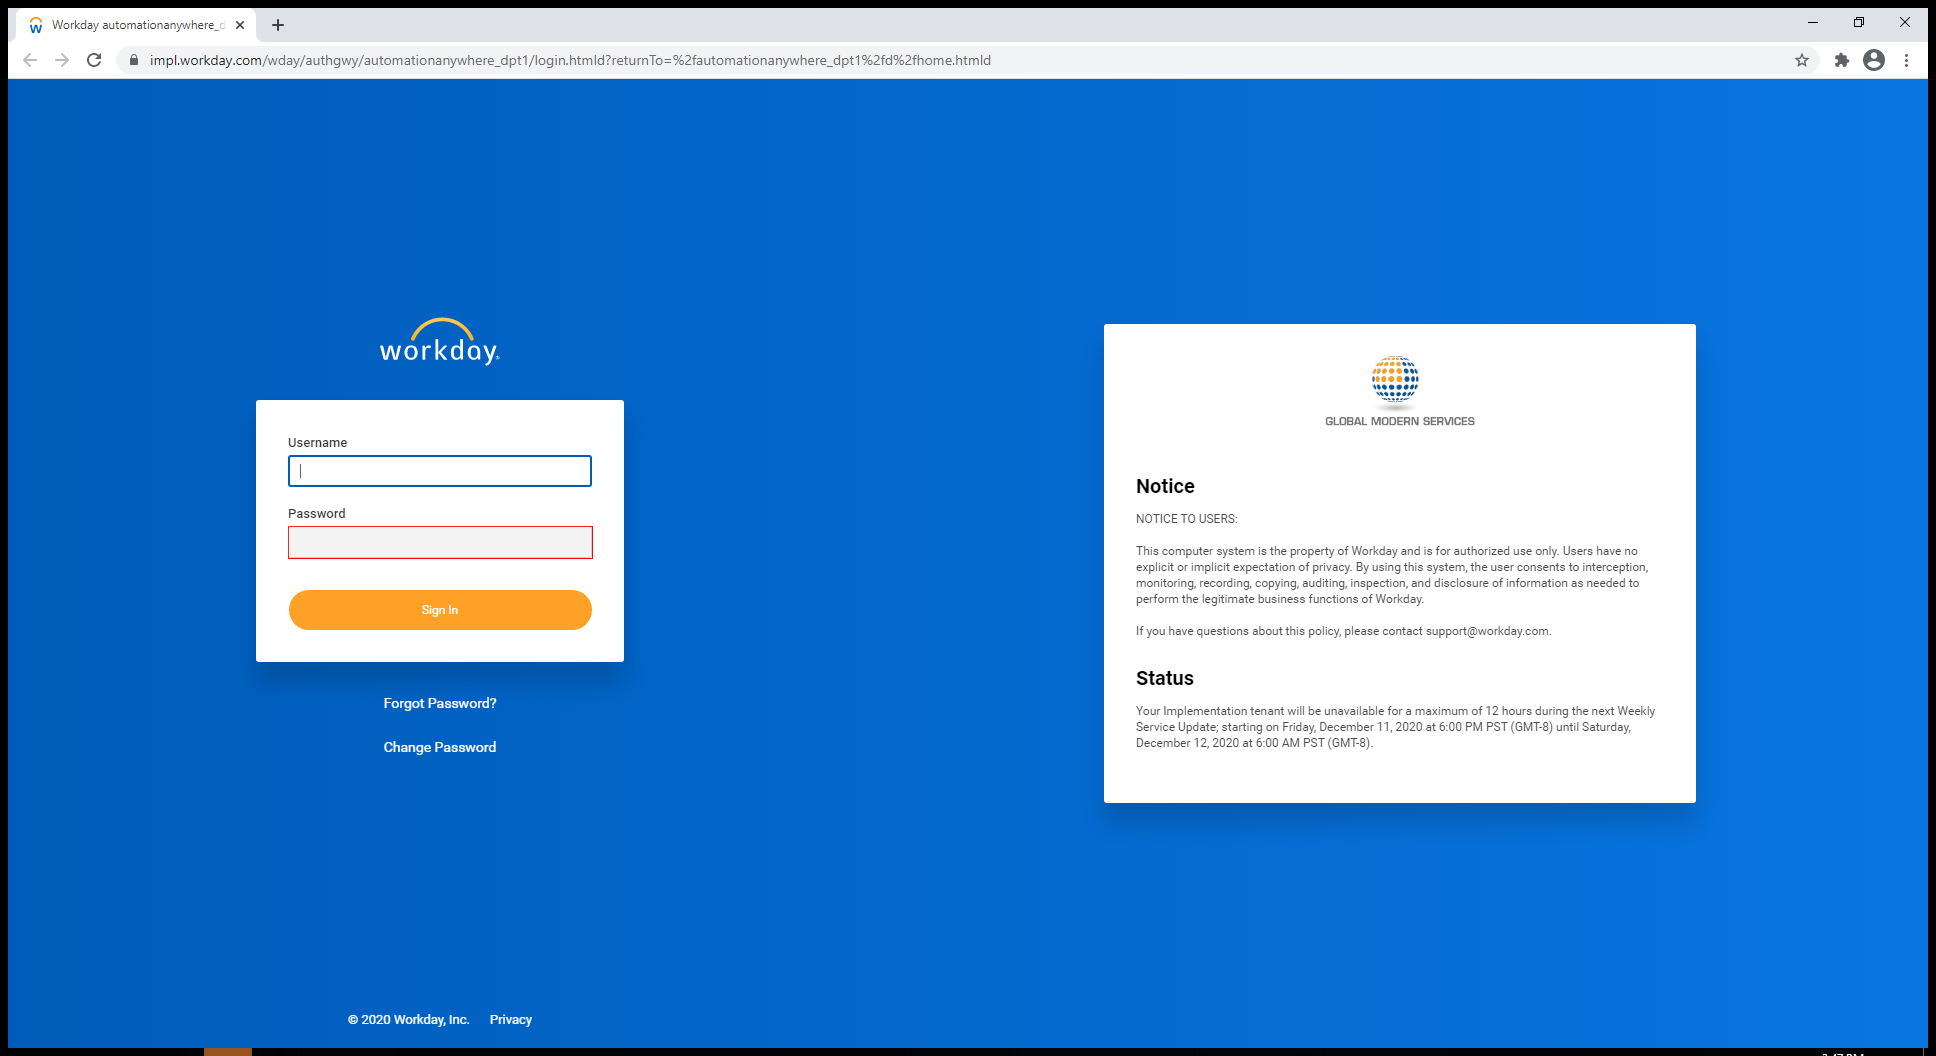 Workday automationanywhere_d
impl.workday.com/wday/authgwy/automationanywhere_dpt1/login.htmld?returnTo=%2fautomationanywhere_dpt1%2fd%2fhome.htmld
workday.
Username
Password
Sign In
Forgot Password?
Change Password
© 2020 Workday, Inc. Privacy
GLOBAL MODERN SERVICES
Notice
NOTICE TO USERS:
This computer system is the property of Workday and is for authorized use only. Users have no
explicit or implicit expectation of privacy. By using this system, the user consents to interception,
monitoring, recording, copying, auditing, inspection, and disclosure of information as needed to
perform the legitimate business functions of Workday.
If you have questions about this policy, please contact support@workday.com.
Status
Your Implementation tenant will be unavailable for a maximum of 12 hours during the next Weekly
Service Update; starting on Friday, December 11, 2020 at 6:00 PM PST (GMT-8) until Saturday,
December 12, 2020 at 6:00 AM PST (GMT-8).